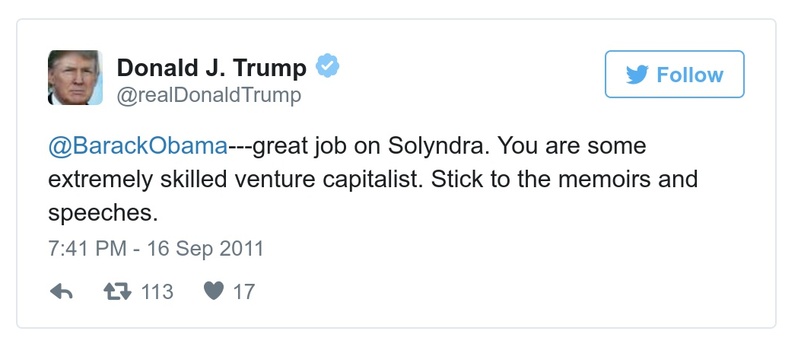 Donald J. Trump
Follow
@realDonaldTrump
@BarackObama---great job on Solyndra. You are some
extremely skilled venture capitalist. Stick to the memoirs and
speeches.
7:41 PM - 16 Sep 2011
113 17